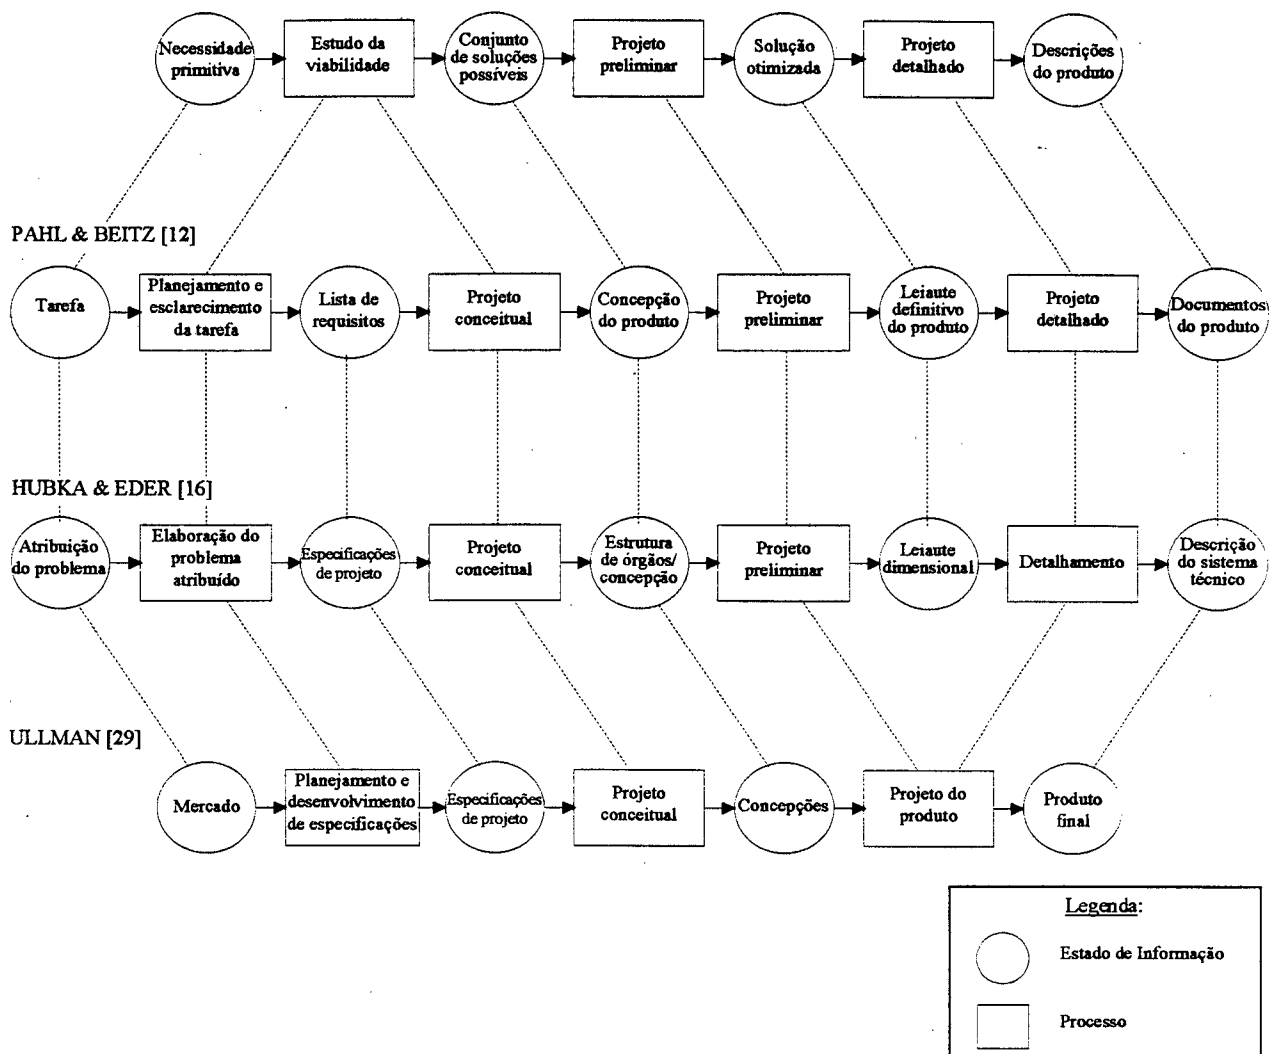 Necessidade
primitiva
Estudo da
viabilidade
Conjunto
de soluções
possíveis
Projeto
preliminar
Solução
otimizada
Projeto
detalhado
Descrições
do produto
PAHL & BEITZ [12]
Tarefa
Planejamento e
esclarecimento
da tarefa
Lista de
requisitos
Projeto
conceitual
Concepção
do produto
Projeto
preliminar
Leiaute
definitivo
do produto
Projeto
detalhado
Documentos
do produto
HUBKA & EDER [16]
Atribuição
do problema
Elaboração do
problema
atribuído
Especificações
de projeto
Projeto
conceitual
Estrutura
de órgãos/
concepção
Projeto
preliminar
Leiaute
dimensional
Detalhamento
Descrição
do sistema
técnico
ULLMAN [29]
Mercado
Planejamento e
desenvolvimento
de especificações
Especificações
de projeto
Projeto
conceitual
Concepções
Projeto do
produto
Produto
final
Legenda:
Estado de Informação
Processo